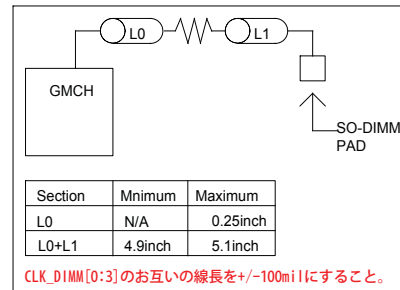 L0
L1
GMCH
SO-DIMM
PAD
Section Mnimum Maximum
L0 N/A 0.25inch
L0+L1 4.9inch 5.1inch
CLK_DIMM[0:3]のお互いの線長を+/-100milにすること。